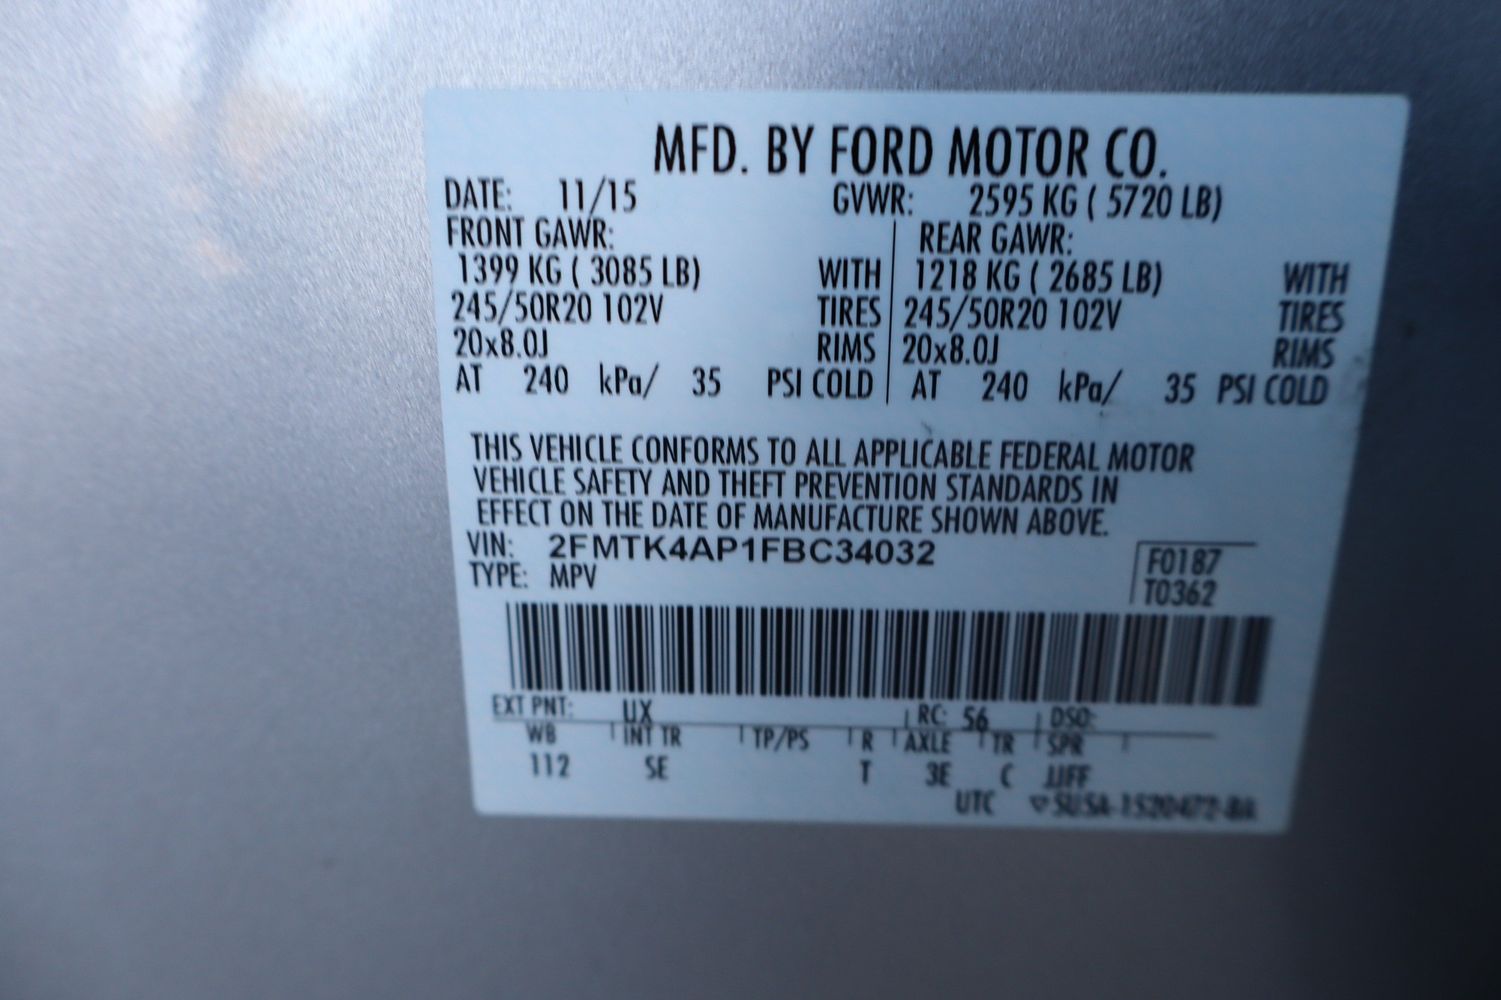 MFD. BY FORD MOTOR CO.
DATE: 11/15 GVWR: 2595 KG ( 5720 LB)
FRONT GAWR: REAR GAWR:
1399 KG ( 3085 LB) WITH 1218 KG ( 2685 LB) WITH
245/50R20 102V TIRES 245/50R20 102V TIRES
20x8.0J RIMS 20x8.0J RIMS
AT 240 kPa/ 35 PSI COLD AT 240 kPa/ 35 PSI COLD
THIS VEHICLE CONFORMS TO ALL APPLICABLE FEDERAL MOTOR
VEHICLE SAFETY AND THEFT PREVENTION STANDARDS IN
EFFECT ON THE DATE OF MANUFACTURE SHOWN ABOVE.
VIN: 2FMTK4AP1FBC34032 F0187
TYPE: MPV T0362
EXT PNT: UX RC: 56 DSO:
WB INT TR TP/PS R AXLE TR SPR
112 SE T 3E C JJFF
UTC SU5A-1520472-BA